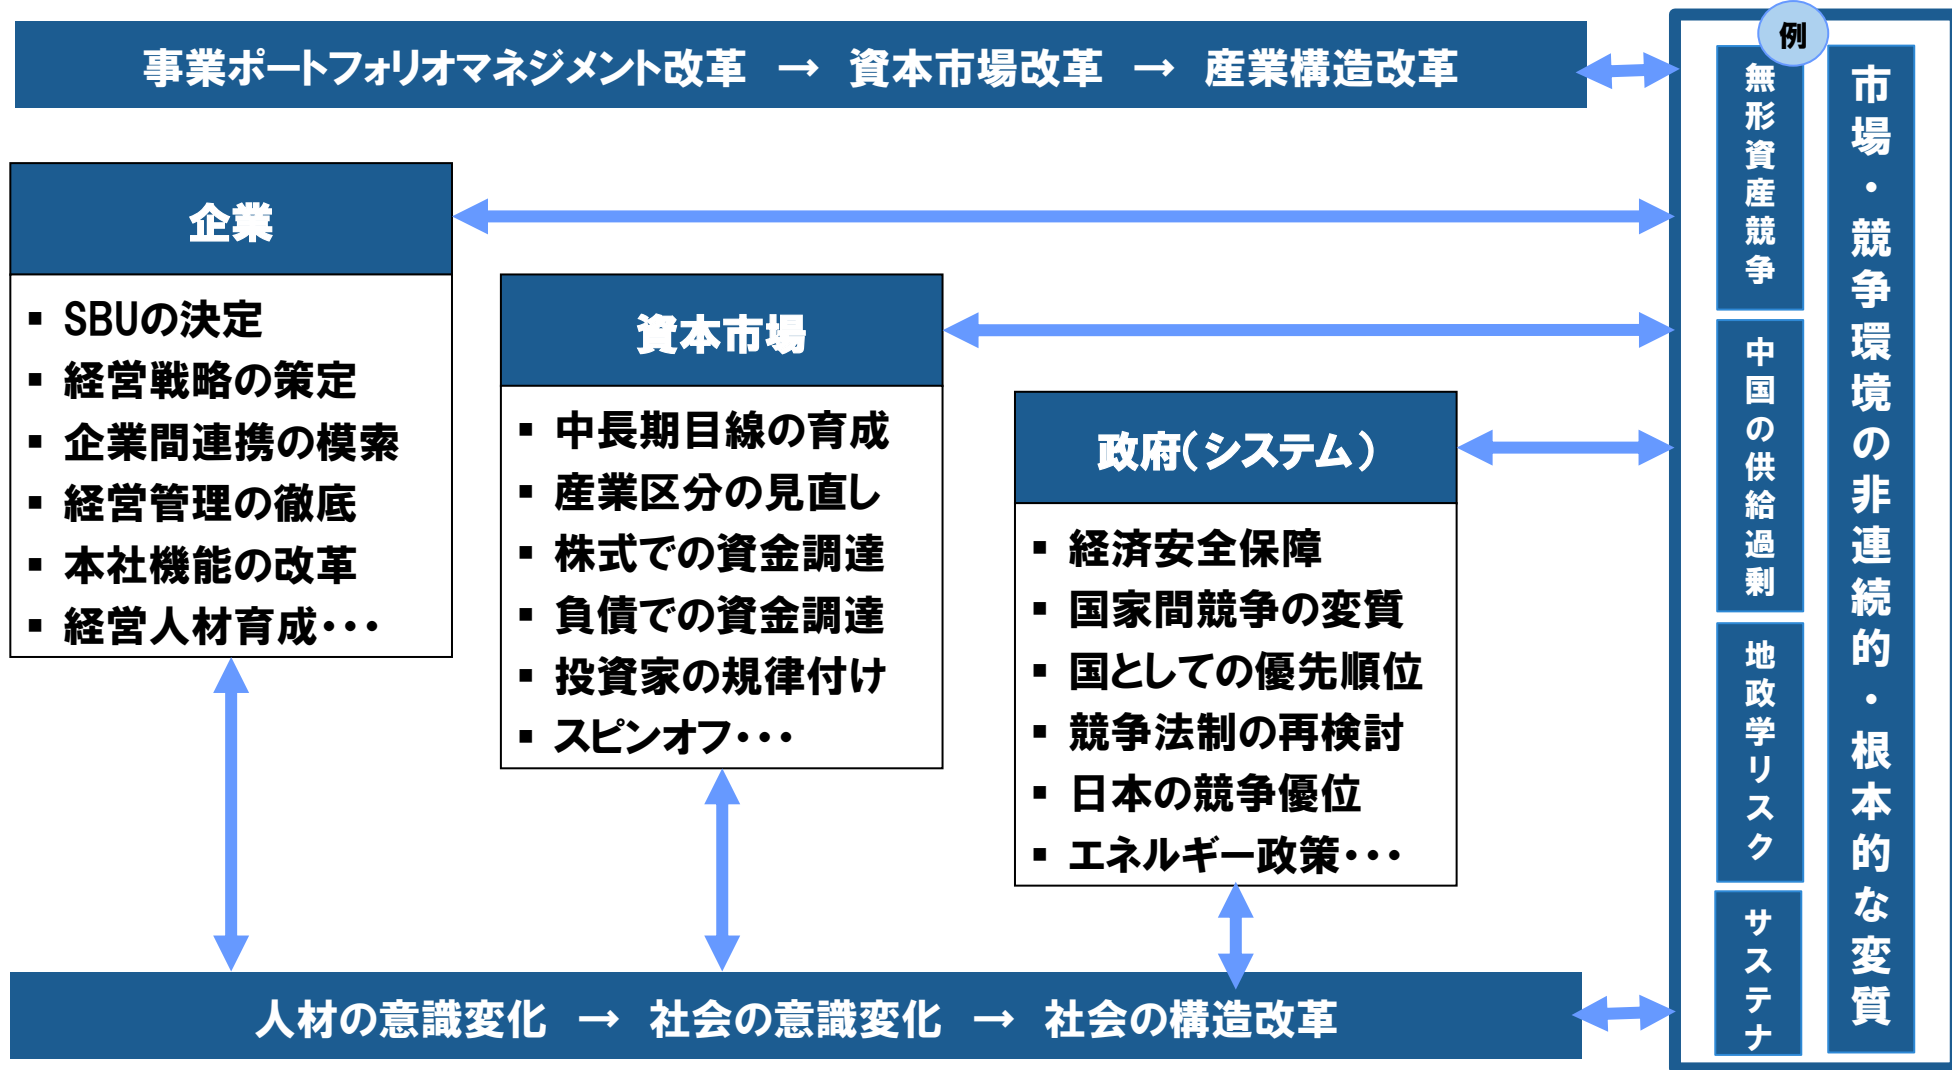 事業ポートフォリオマネジメント改革 → 資本市場改革 → 産業構造改革
企業
▪ SBUの決定
▪ 経営戦略の策定
▪ 企業間連携の模索
▪ 経営管理の徹底
▪ 本社機能の改革
▪ 経営人材育成・・・
資本市場
▪ 中長期目線の育成
▪ 産業区分の見直し
▪ 株式での資金調達
▪ 負債での資金調達
▪ 投資家の規律付け
▪ スピンオフ・・・
政府(システム)
▪ 経済安全保障
▪ 国家間競争の変質
▪ 国としての優先順位
▪ 競争法制の再検討
▪ 日本の競争優位
▪ エネルギー政策・・・
人材の意識変化 → 社会の意識変化 → 社会の構造改革
市場・競争環境の非連続的・根本的な変質
例
無形資産競争
中国の供給過剰
地政学リスク
サステナ